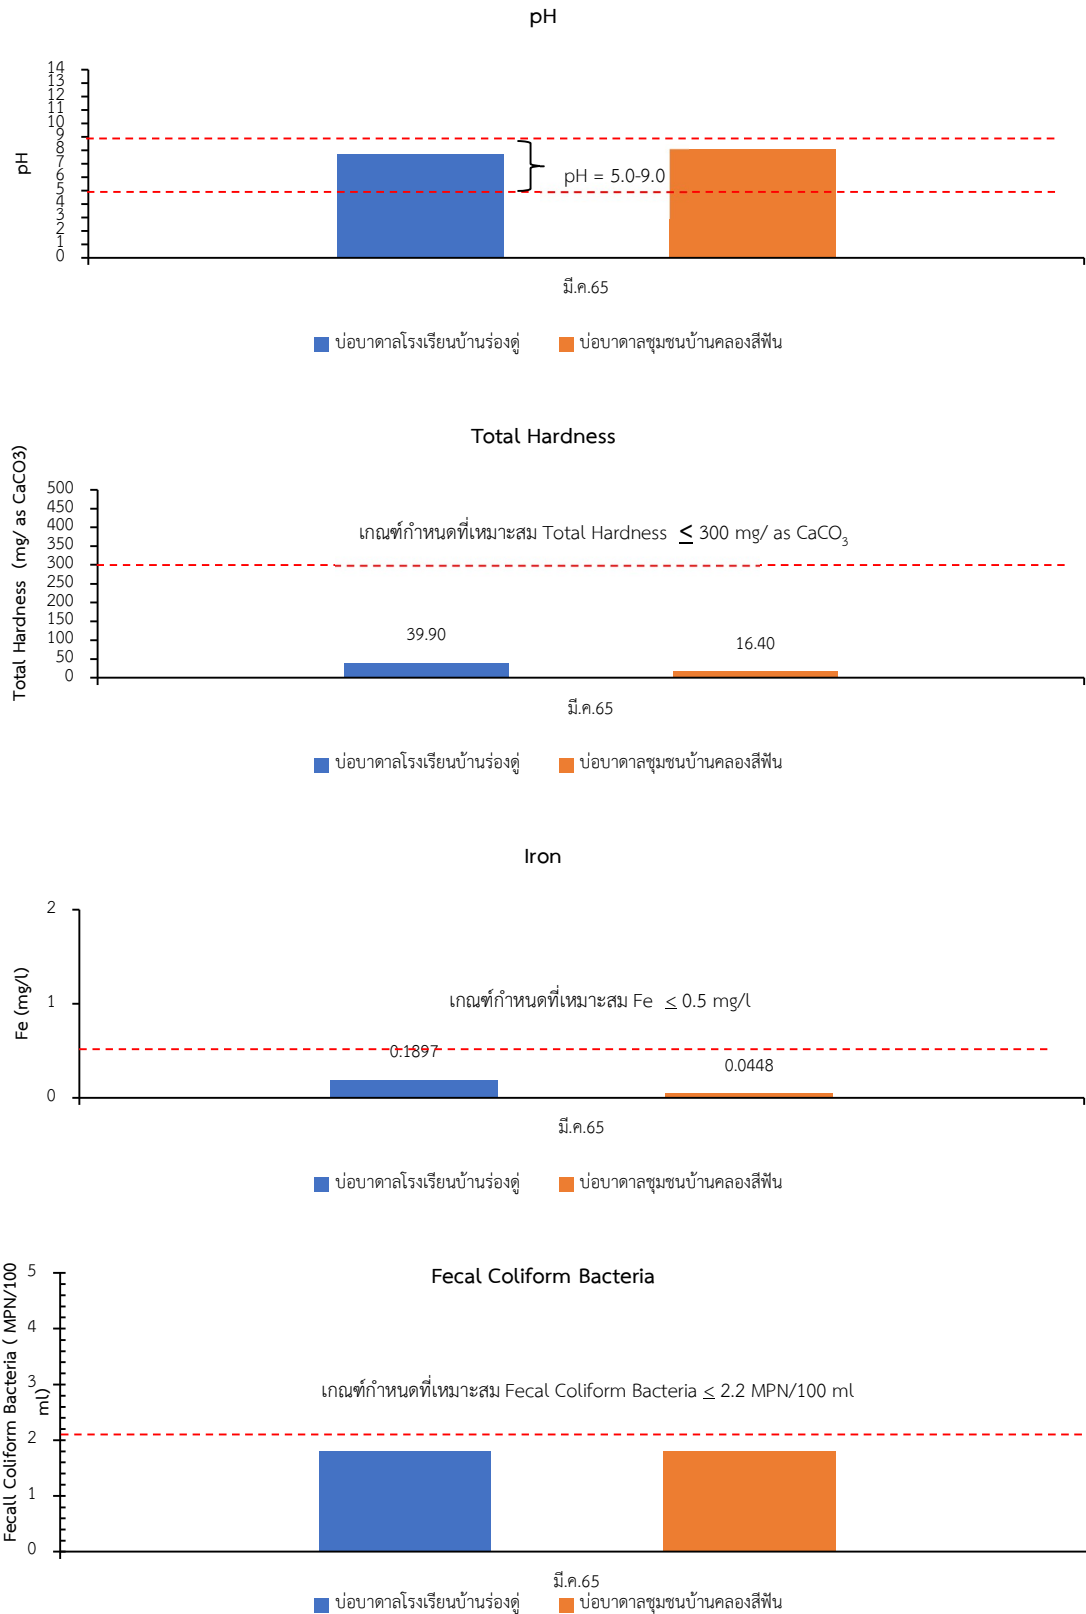 pH
14
13
12
11
10
9
8
7
6
5
4
3
2
1
0
pH
pH = 5.0-9.0
มี.ค.65
บ่อบาดาลโรงเรียนบ้านร่องดู่ บ่อบาดาลชุมชนบ้านคลองสีฟัน
Total Hardness
Total Hardness (mg/ as CaCO3)
500
450
400
350
300
250
200
150
100
50
0
เกณฑ์กำหนดที่เหมาะสม Total Hardness ≤ 300 mg/ as CaCO₃
39.90
16.40
มี.ค.65
บ่อบาดาลโรงเรียนบ้านร่องดู่ บ่อบาดาลชุมชนบ้านคลองสีฟัน
Iron
Fe (mg/l)
2
1
0
เกณฑ์กำหนดที่เหมาะสม Fe ≤ 0.5 mg/l
0.1897
0.0448
มี.ค.65
บ่อบาดาลโรงเรียนบ้านร่องดู่ บ่อบาดาลชุมชนบ้านคลองสีฟัน
Fecal Coliform Bacteria
Fecall Coliform Bacteria ( MPN/100
ml)
5
4
3
2
1
0
เกณฑ์กำหนดที่เหมาะสม Fecal Coliform Bacteria ≤ 2.2 MPN/100 ml
มี.ค.65
บ่อบาดาลโรงเรียนบ้านร่องดู่ บ่อบาดาลชุมชนบ้านคลองสีฟัน